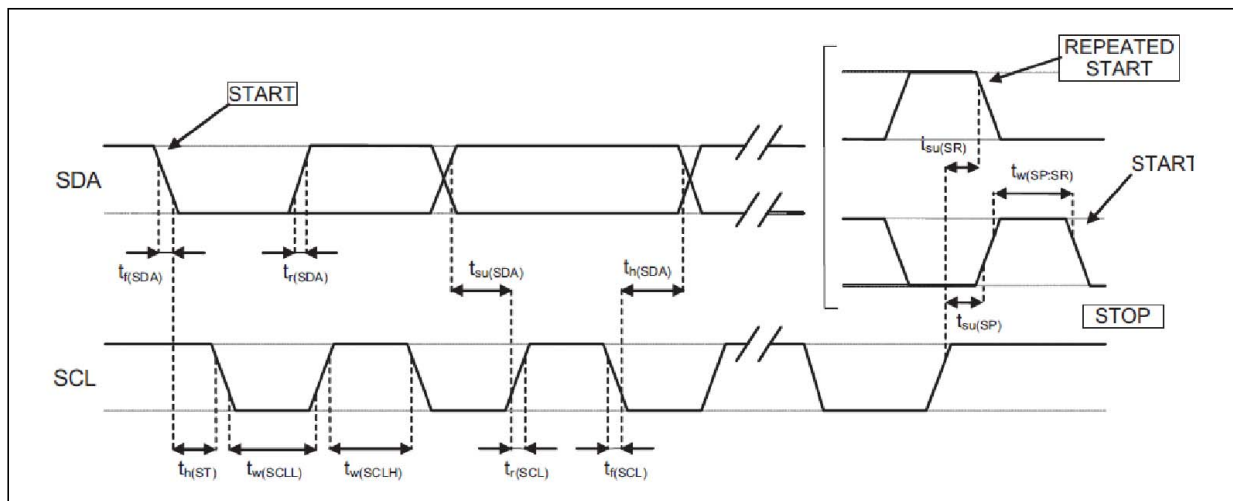 REPEATED
START
START
t_su(SR)
START
t_w(SP:SR)
SDA
t_f(SDA)
t_r(SDA)
t_su(SDA)
t_h(SDA)
t_su(SP)
STOP
SCL
t_h(ST)
t_w(SCLL)
t_w(SCLH)
t_r(SCL)
t_f(SCL)